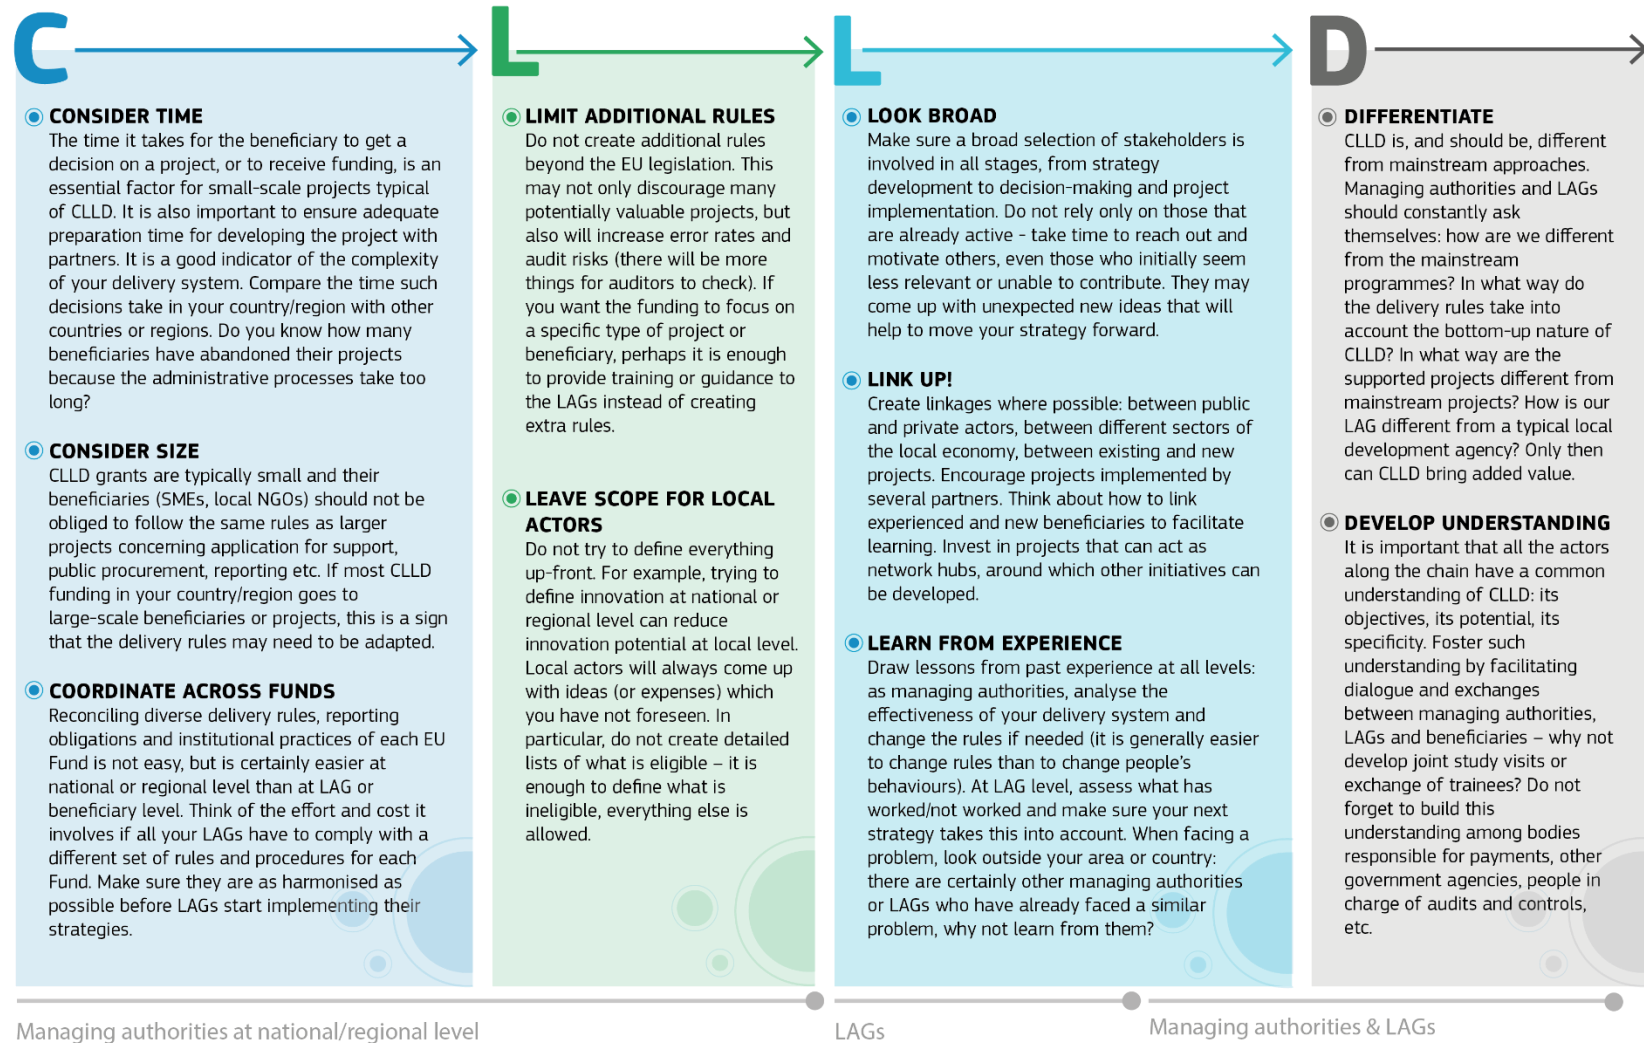 C
CONSIDER TIME
The time it takes for the beneficiary to get a
decision on a project, or to receive funding, is an
essential factor for small-scale projects typical
of CLLD. It is also important to ensure adequate
preparation time for developing the project with
partners. It is a good indicator of the complexity
of your delivery system. Compare the time such
decisions take in your country/region with other
countries or regions. Do you know how many
beneficiaries have abandoned their projects
because the administrative processes take too
long?
CONSIDER SIZE
CLLD grants are typically small and their
beneficiaries (SMEs, local NGOs) should not be
obliged to follow the same rules as larger
projects concerning application for support,
public procurement, reporting etc. If most CLLD
funding in your country/region goes to
large-scale beneficiaries or projects, this is a sign
that the delivery rules may need to be adapted.
COORDINATE ACROSS FUNDS
Reconciling diverse delivery rules, reporting
obligations and institutional practices of each EU
Fund is not easy, but is certainly easier at
national or regional level than at LAG or
beneficiary level. Think of the effort and cost it
involves if all your LAGs have to comply with a
different set of rules and procedures for each
Fund. Make sure they are as harmonised as
possible before LAGs start implementing their
strategies.
L
LIMIT ADDITIONAL RULES
Do not create additional rules
beyond the EU legislation. This
may not only discourage many
potentially valuable projects, but
also will increase error rates and
audit risks (there will be more
things for auditors to check). If
you want the funding to focus on
a specific type of project or
beneficiary, perhaps it is enough
to provide training or guidance to
the LAGs instead of creating
extra rules.
LEAVE SCOPE FOR LOCAL
ACTORS
Do not try to define everything
up-front. For example, trying to
define innovation at national or
regional level can reduce
innovation potential at local level.
Local actors will always come up
with ideas (or expenses) which
you have not foreseen. In
particular, do not create detailed
lists of what is eligible – it is
enough to define what is
ineligible, everything else is
allowed.
L
LOOK BROAD
Make sure a broad selection of stakeholders is
involved in all stages, from strategy
development to decision-making and project
implementation. Do not rely only on those that
are already active - take time to reach out and
motivate others, even those who initially seem
less relevant or unable to contribute. They may
come up with unexpected new ideas that will
help to move your strategy forward.
LINK UP!
Create linkages where possible: between public
and private actors, between different sectors of
the local economy, between existing and new
projects. Encourage projects implemented by
several partners. Think about how to link
experienced and new beneficiaries to facilitate
learning. Invest in projects that can act as
network hubs, around which other initiatives can
be developed.
LEARN FROM EXPERIENCE
Draw lessons from past experience at all levels:
as managing authorities, analyse the
effectiveness of your delivery system and
change the rules if needed (it is generally easier
to change rules than to change people's
behaviours). At LAG level, assess what has
worked/not worked and make sure your next
strategy takes this into account. When facing a
problem, look outside your area or country:
there are certainly other managing authorities
or LAGs who have already faced a similar
problem, why not learn from them?
D
DIFFERENTIATE
CLLD is, and should be, different
from mainstream approaches.
Managing authorities and LAGs
should constantly ask
themselves: how are we different
from the mainstream
programmes? In what way do
the delivery rules take into
account the bottom-up nature of
CLLD? In what way are the
supported projects different from
mainstream projects? How is our
LAG different from a typical local
development agency? Only then
can CLLD bring added value.
DEVELOP UNDERSTANDING
It is important that all the actors
along the chain have a common
understanding of CLLD: its
objectives, its potential, its
specificity. Foster such
understanding by facilitating
dialogue and exchanges
between managing authorities,
LAGs and beneficiaries – why not
develop joint study visits or
exchange of trainees? Do not
forget to build this
understanding among bodies
responsible for payments, other
government agencies, people in
charge of audits and controls,
etc.
Managing authorities at national/regional level
LAGs
Managing authorities & LAGs